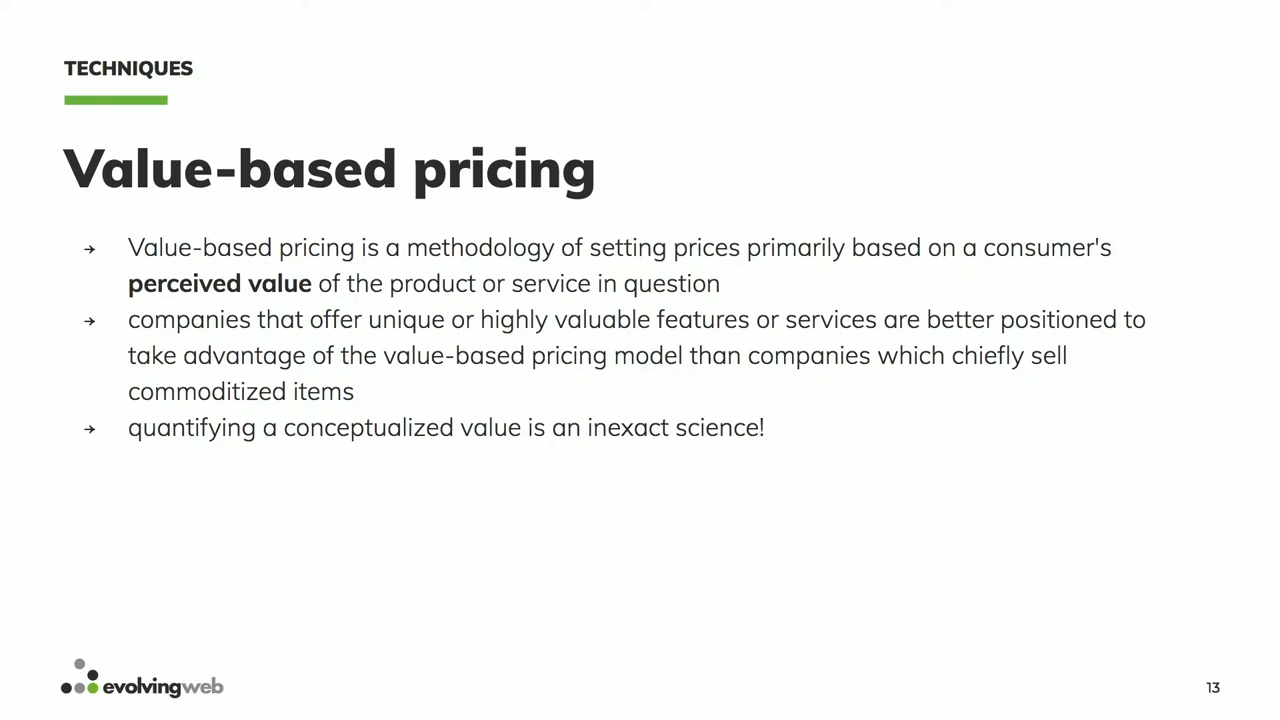 TECHNIQUES
Value-based pricing
→ Value-based pricing is a methodology of setting prices primarily based on a consumer's
perceived value of the product or service in question
→ companies that offer unique or highly valuable features or services are better positioned to
take advantage of the value-based pricing model than companies which chiefly sell
commoditized items
→ quantifying a conceptualized value is an inexact science!
evolvingweb
13